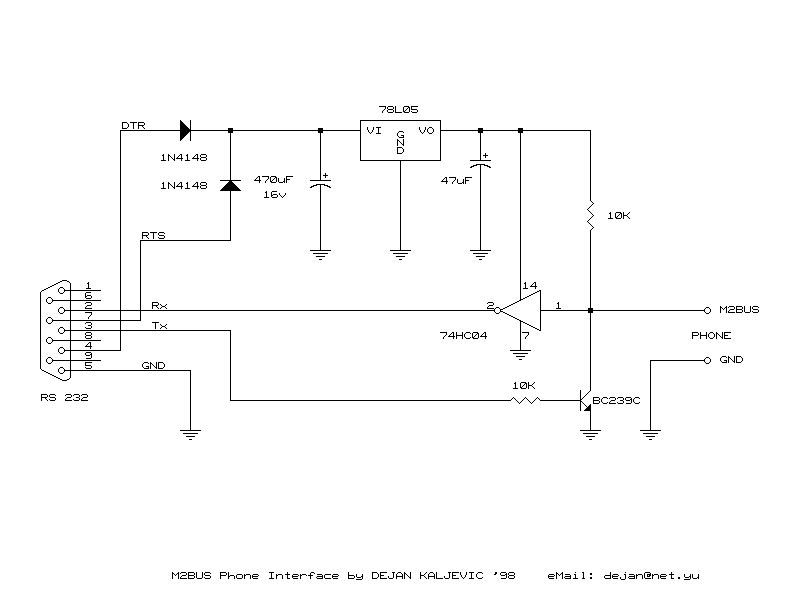 78L05
DTR
VI
GND
VO
1N4148
1N4148
470uF
16v
+
+
47uF
10K
RTS
1
6
2
7
3
8
4
9
5
Rx
Tx
GND
RS 232
2
14
1
7
74HC04
M2BUS
PHONE
GND
10K
BC239C
M2BUS Phone Interface by DEJAN KALJEVIC '98 eMail: dejan@net.yu